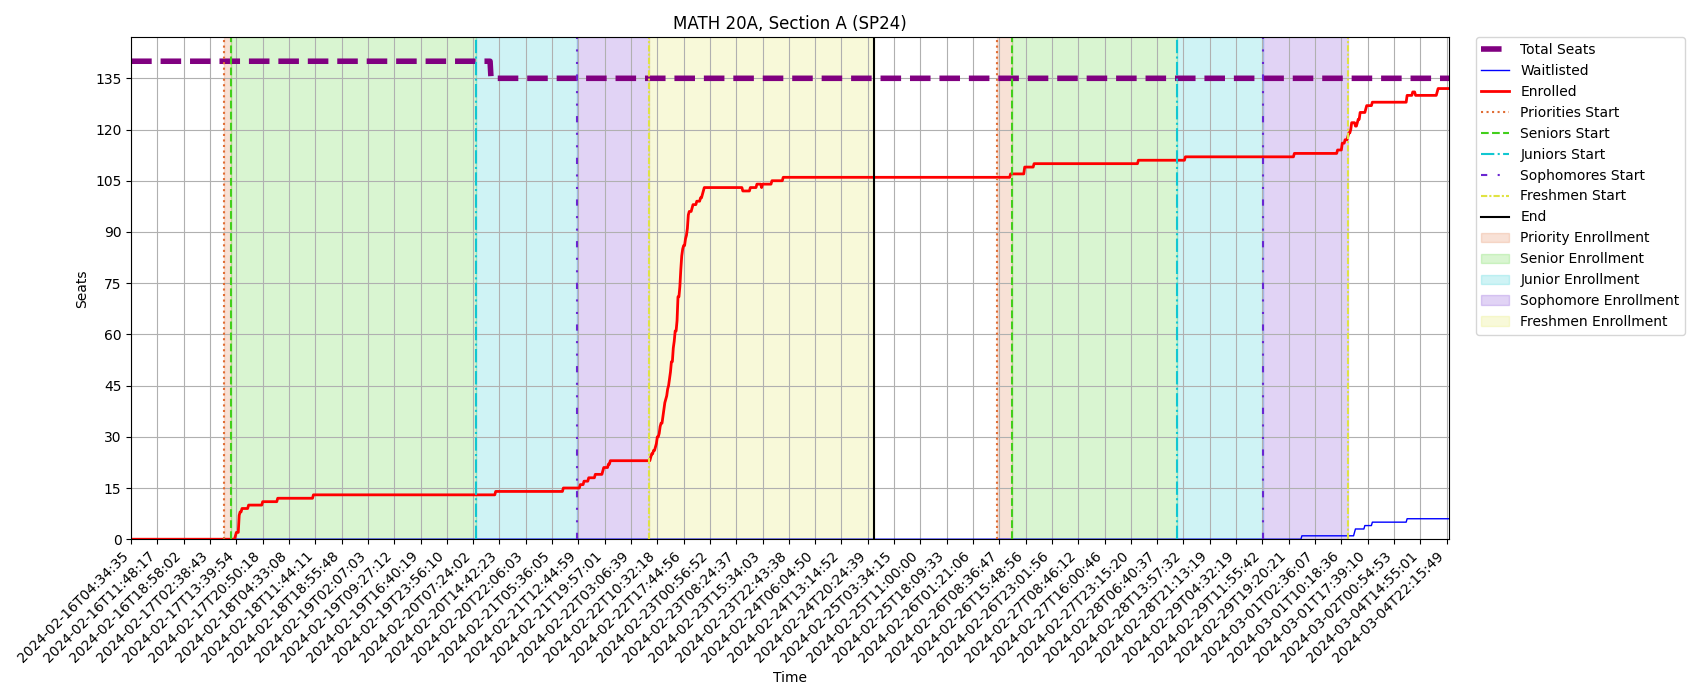 MATH 20A, Section A (SP24)
Seats
135
120
105
90
75
60
45
30
15
0
2024-02-16T04:34:35
2024-02-16T11:48:17
2024-02-16T18:58:02
2024-02-17T02:38:43
2024-02-17T13:39:54
2024-02-17T20:50:18
2024-02-18T04:33:09
2024-02-18T11:44:11
2024-02-18T18:55:48
2024-02-19T02:07:03
2024-02-19T09:27:12
2024-02-19T16:40:19
2024-02-19T23:56:10
2024-02-20T07:24:02
2024-02-20T14:42:23
2024-02-20T22:06:03
2024-02-21T05:36:05
2024-02-21T12:44:59
2024-02-21T19:57:01
2024-02-22T03:06:39
2024-02-22T10:32:18
2024-02-22T17:44:56
2024-02-23T00:56:52
2024-02-23T08:24:37
2024-02-23T15:34:03
2024-02-23T22:43:38
2024-02-24T06:04:50
2024-02-24T13:14:52
2024-02-24T20:24:39
2024-02-25T03:34:15
2024-02-25T11:00:00
2024-02-25T18:09:33
2024-02-26T01:21:06
2024-02-26T08:36:47
2024-02-26T15:48:56
2024-02-26T23:01:56
2024-02-27T08:46:12
2024-02-27T16:00:46
2024-02-27T23:15:20
2024-02-28T06:40:37
2024-02-28T13:57:32
2024-02-28T21:13:19
2024-02-29T04:32:19
2024-02-29T11:55:42
2024-02-29T19:20:21
2024-03-01T02:36:07
2024-03-01T10:18:36
2024-03-01T17:39:10
2024-03-02T00:54:53
2024-03-04T14:55:01
2024-03-04T22:15:49
Time
Total Seats
Waitlisted
Enrolled
Priorities Start
Seniors Start
Juniors Start
Sophomores Start
Freshmen Start
End
Priority Enrollment
Senior Enrollment
Junior Enrollment
Sophomore Enrollment
Freshmen Enrollment